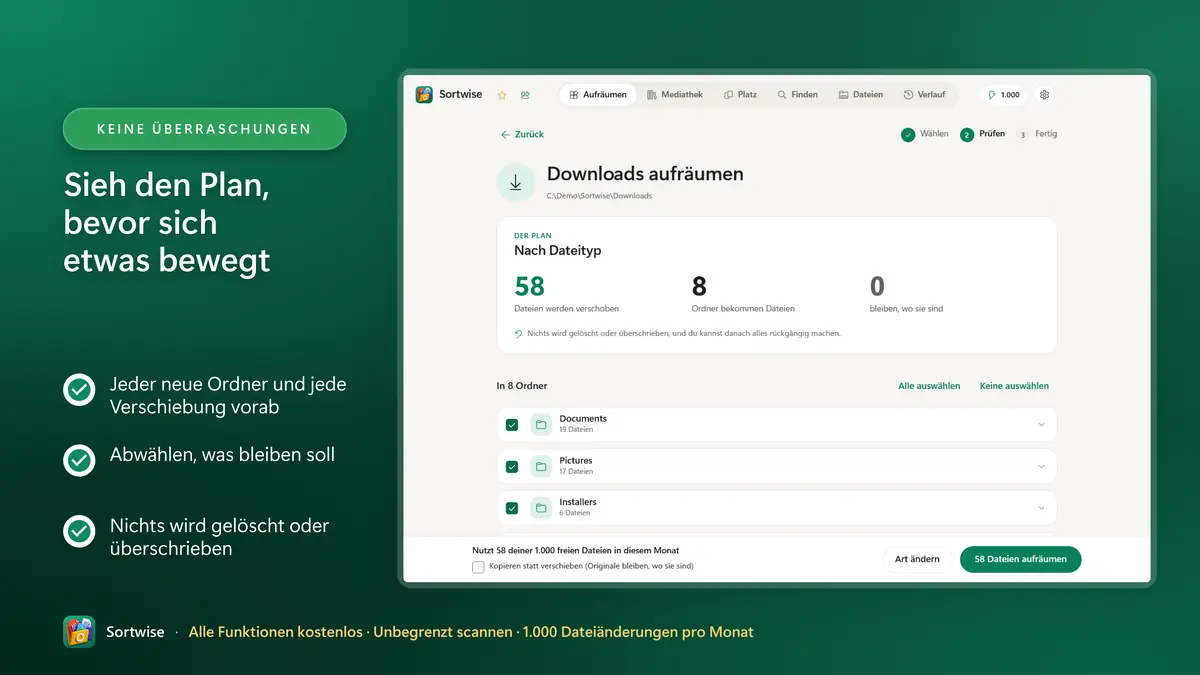 KEINE ÜBERRASCHUNGEN
Sieh den Plan,
bevor sich
etwas bewegt
Jeder neue Ordner und jede
Verschiebung vorab
Abwählen, was bleiben soll
Nichts wird gelöscht oder
überschrieben
Sortwise
Aufräumen
Mediathek
Platz
Finden
Dateien
Verlauf
1.000
Zurück
Wählen
2 Prüfen
3 Fertig
Downloads aufräumen
C:\Demo\Sortwise\Downloads
DER PLAN
Nach Dateityp
58
Dateien werden verschoben
8
Ordner bekommen Dateien
0
bleiben, wo sie sind
Nichts wird gelöscht oder überschrieben, und du kannst danach alles rückgängig machen.
In 8 Ordner
Alle auswählen
Keine auswählen
Documents
19 Dateien
Pictures
17 Dateien
Installers
6 Dateien
Nutzt 58 deiner 1.000 freien Dateien in diesem Monat
Kopieren statt verschieben (Originale bleiben, wo sie sind)
Art ändern
58 Dateien aufräumen
Sortwise · Alle Funktionen kostenlos · Unbegrenzt scannen · 1.000 Dateiänderungen pro Monat